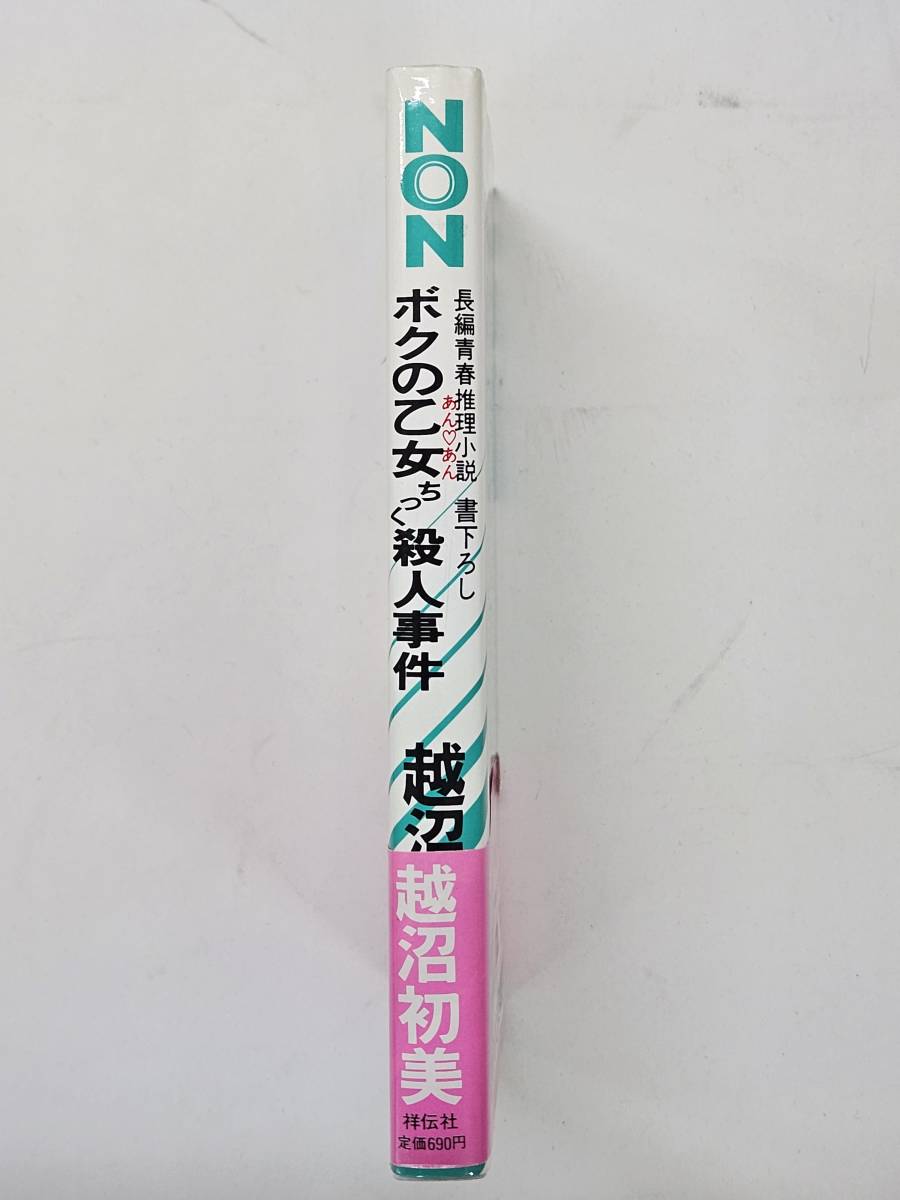 NON
長編青春推理小説 書下ろし
あん♡あん
ボクの乙女ちっく殺人事件
越沼
越沼初美
祥伝社
定価690円